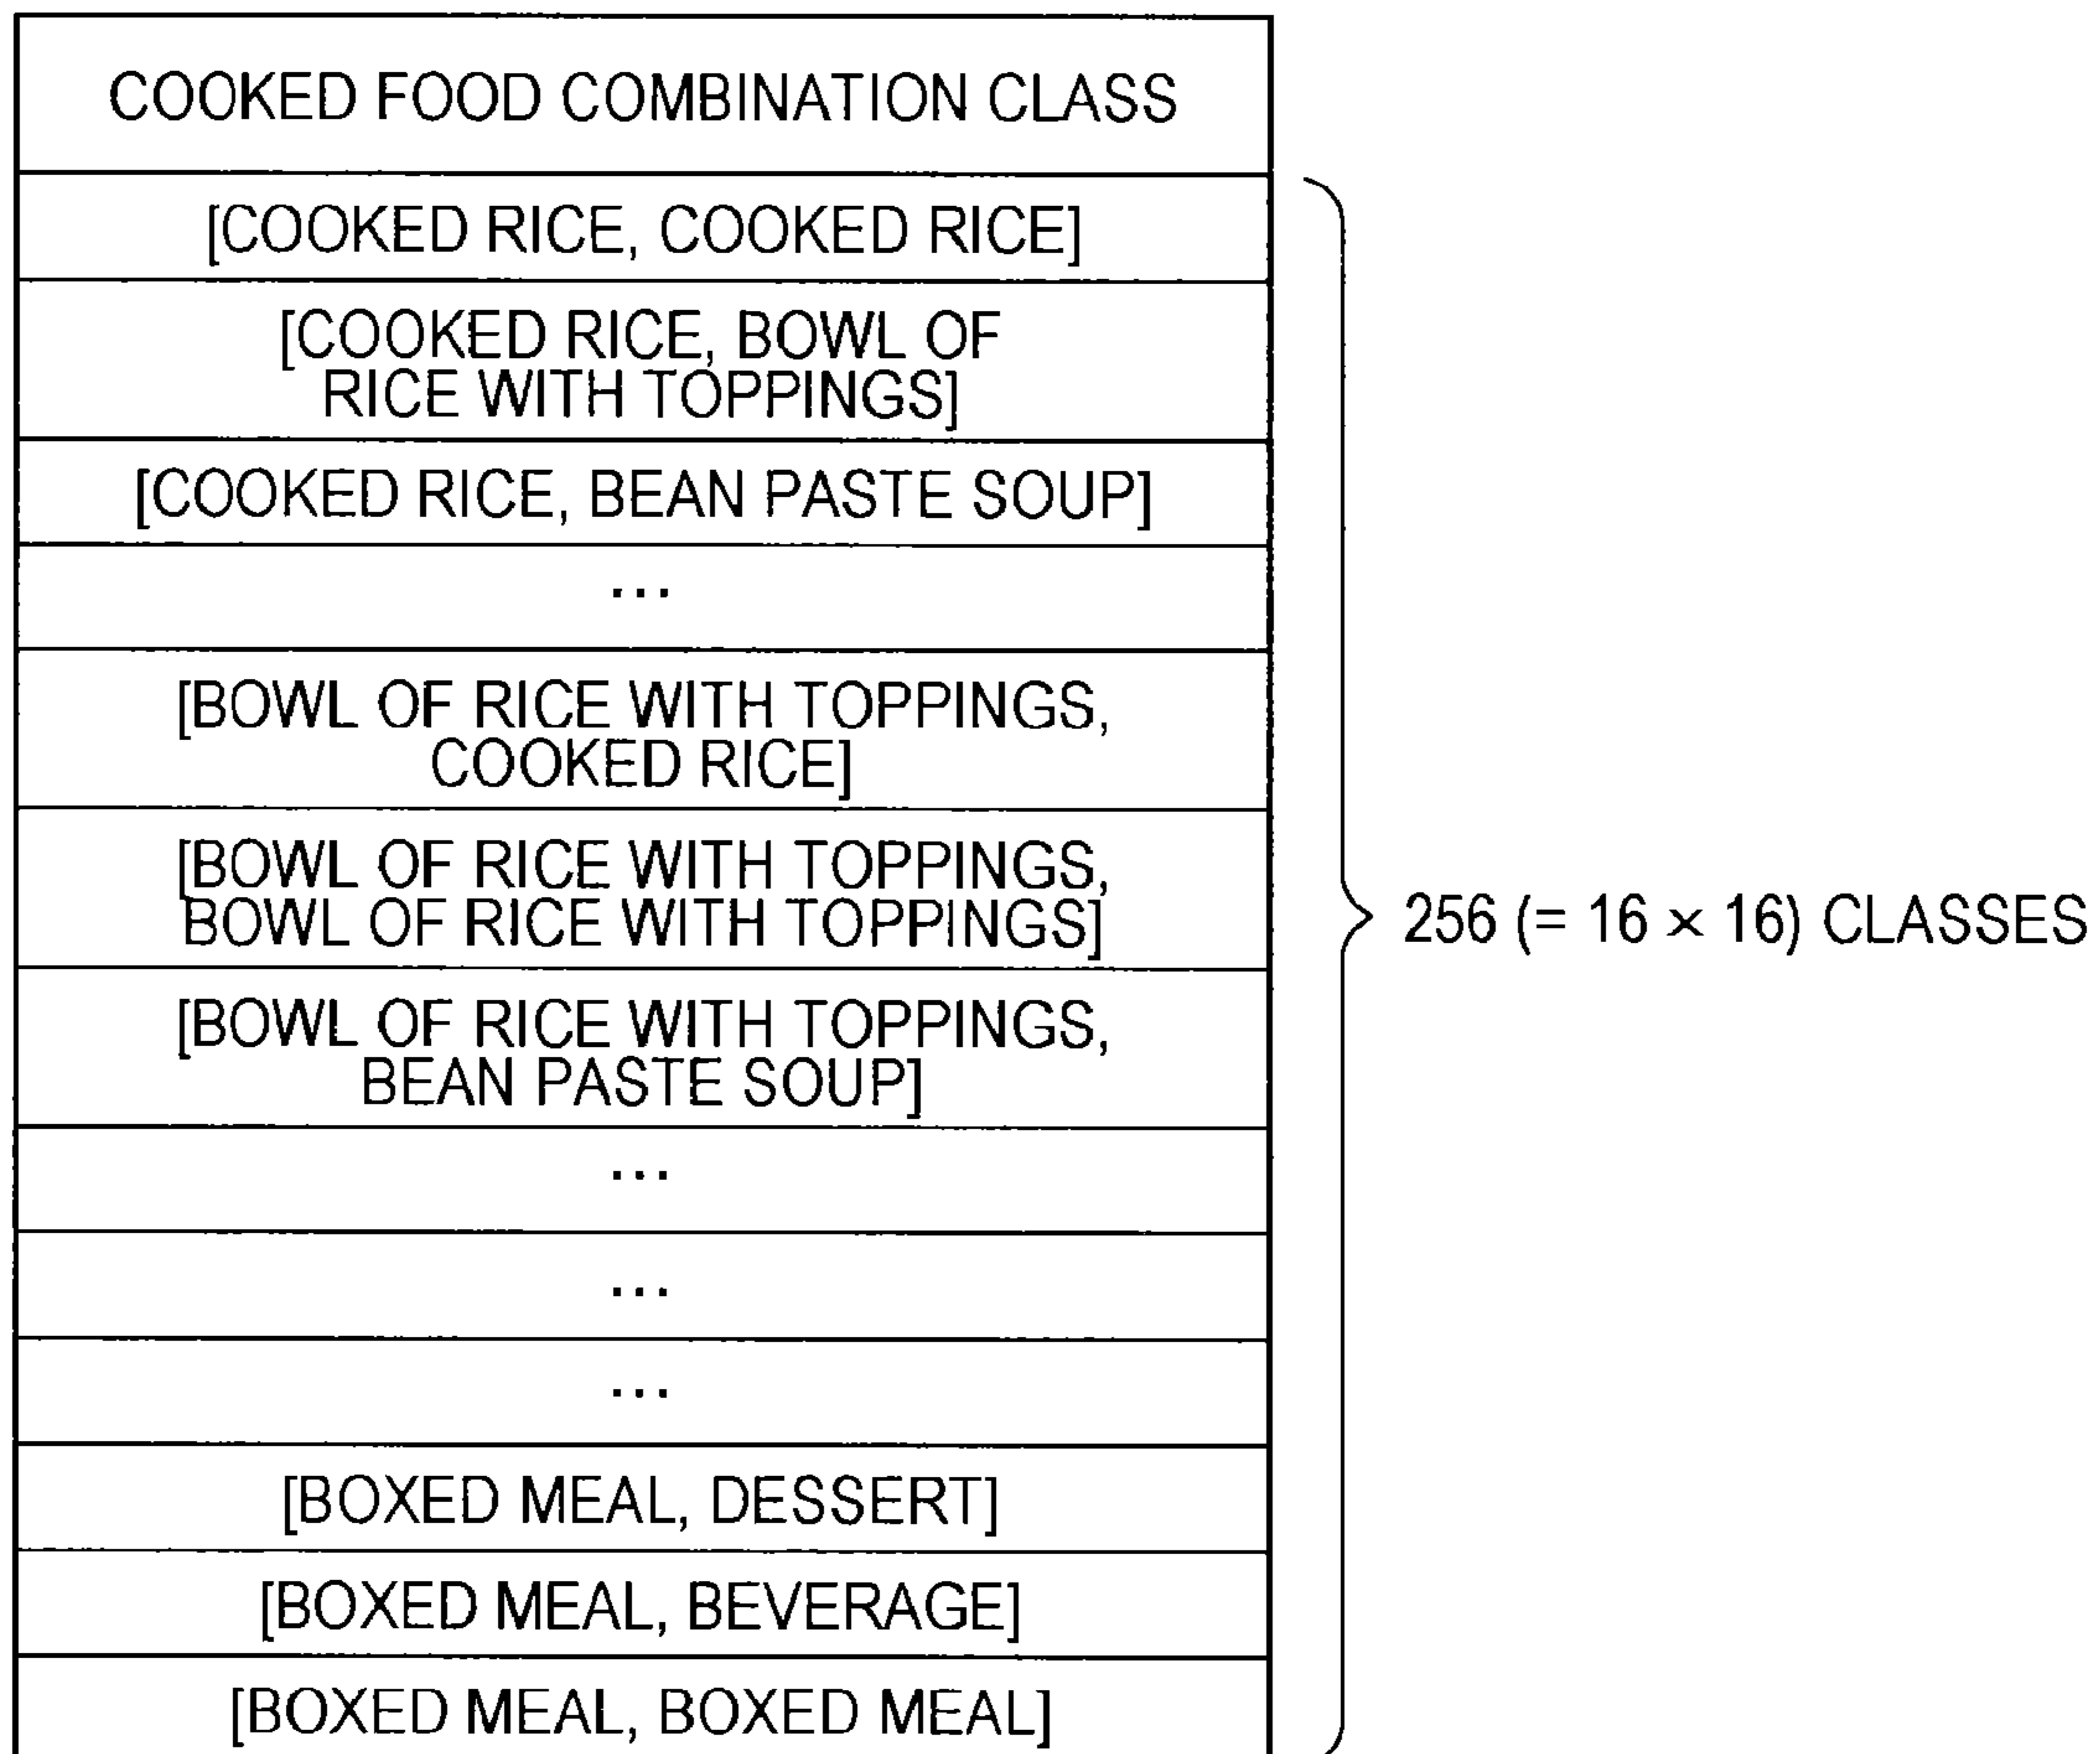 COOKED FOOD COMBINATION CLASS
[COOKED RICE, COOKED RICE]
[COOKED RICE, BOWL OF
RICE WITH TOPPINGS]
[COOKED RICE, BEAN PASTE SOUP]
...
[BOWL OF RICE WITH TOPPINGS,
COOKED RICE]
[BOWL OF RICE WITH TOPPINGS,
BOWL OF RICE WITH TOPPINGS]
[BOWL OF RICE WITH TOPPINGS,
BEAN PASTE SOUP]
...
...
...
[BOXED MEAL, DESSERT]
[BOXED MEAL, BEVERAGE]
[BOXED MEAL, BOXED MEAL]
256 (= 16 × 16) CLASSES